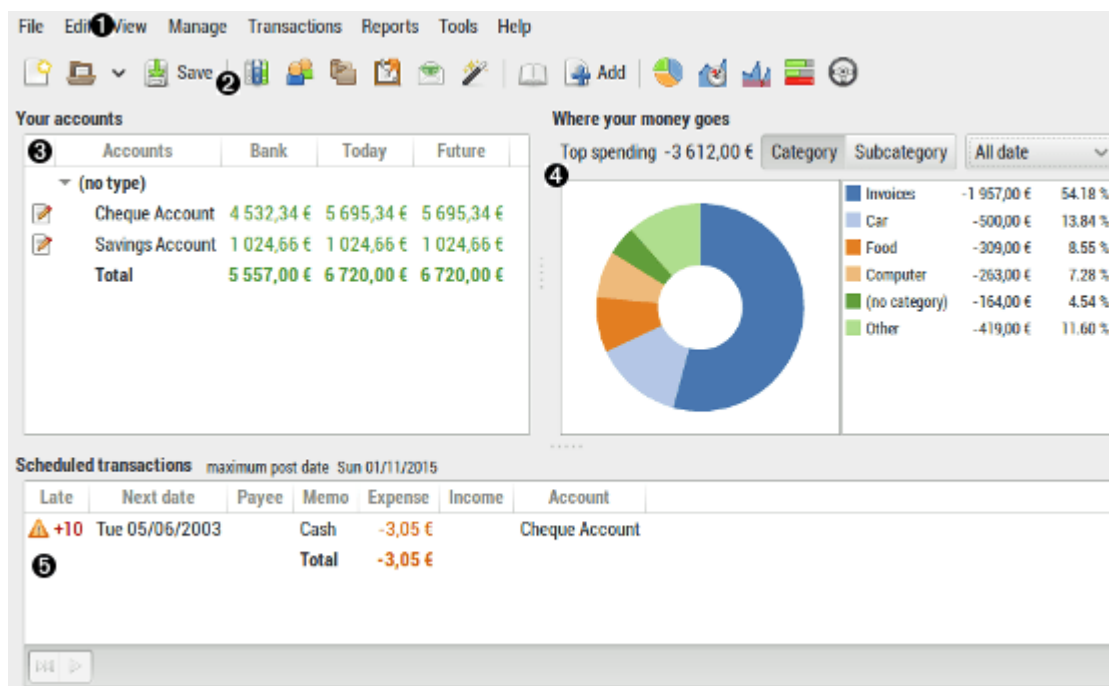 File Edit ❶ View Manage Transactions Reports Tools Help
Save ❷ Add
Your accounts
❸ Accounts Bank Today Future
(no type)
Cheque Account 4 532,34 € 5 695,34 € 5 695,34 €
Savings Account 1 024,66 € 1 024,66 € 1 024,66 €
Total 5 557,00 € 6 720,00 € 6 720,00 €
Where your money goes
Top spending -3 612,00 € Category Subcategory All date
❹
Invoices -1 957,00 € 54.18 %
Car -500,00 € 13.84 %
Food -309,00 € 8.55 %
Computer -263,00 € 7.28 %
(no category) -164,00 € 4.54 %
Other -419,00 € 11.60 %
Scheduled transactions maximum post date Sun 01/11/2015
Late Next date Payee Memo Expense Income Account
+10 Tue 05/06/2003 Cash -3,05 € Cheque Account
❺ Total -3,05 €